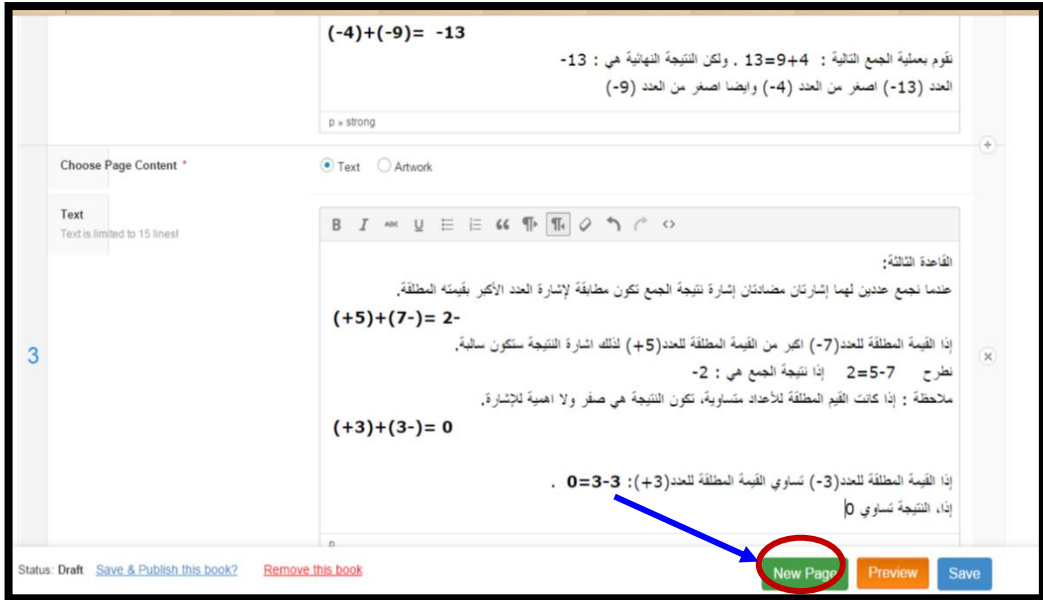 (-4)+(-9)= -13
نقوم بعملية الجمع التالية : 4+9=13 . ولكن النتيجة النهائية هي : 13-
العدد (13-) اصغر من العدد (4-) وايضا اصغر من العدد (9-)
p » strong
Choose Page Content *
Text Artwork
Text
Text is limited to 15 lines!
B I ABC U
القاعدة الثالثة:
عندما نجمع عددين لهما إشارتان مضادتان إشارة نتيجة الجمع تكون مطابقة لإشارة العدد الأكبر بقيمته المطلقة.
(+5)+(7-)= 2-
إذا القيمة المطلقة للعدد(7-) اكبر من القيمة المطلقة للعدد(5+) لذلك اشارة النتيجة ستكون سالبة.
3
نطرح 7-5=2 إذا نتيجة الجمع هي : 2-
ملاحظة : إذا كانت القيم المطلقة للأعداد متساوية، تكون النتيجة هي صفر ولا اهمية للإشارة.
(+3)+(3-)= 0
إذا القيمة المطلقة للعدد(3-) تساوي القيمة المطلقة للعدد(3+): 3-3=0 .
إذا، النتيجة تساوي 0
p
Status: Draft Save & Publish this book? Remove this book New Page Preview Save